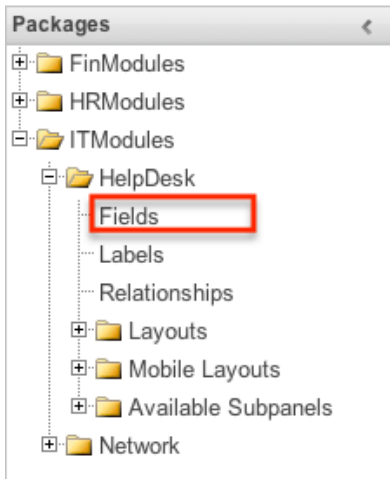 Packages
FinModules
HRModules
ITModules
HelpDesk
Fields
Labels
Relationships
Layouts
Mobile Layouts
Available Subpanels
Network